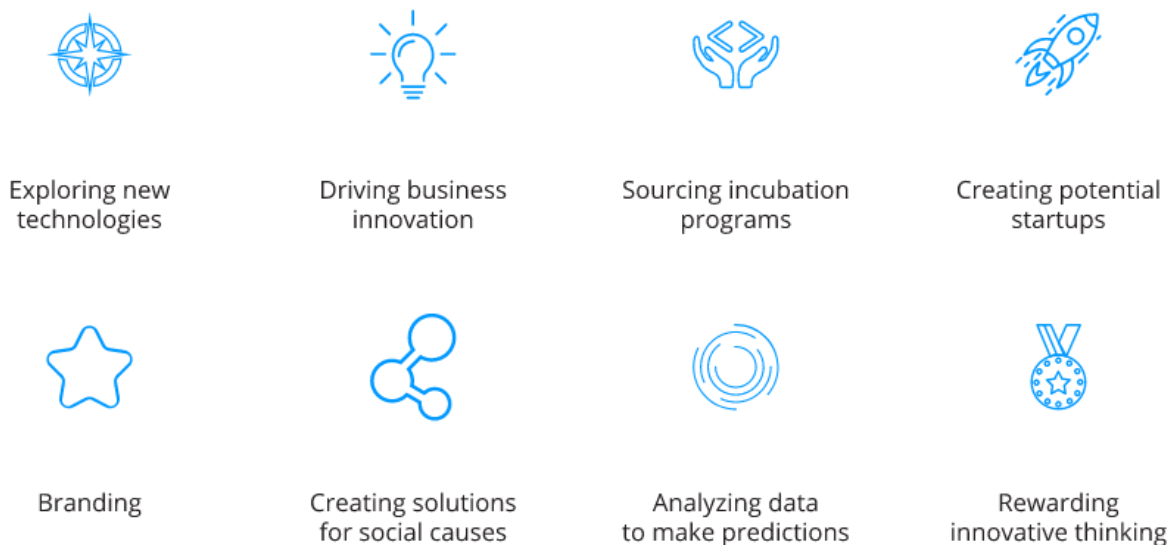 Exploring new
technologies
Driving business
innovation
Sourcing incubation
programs
Creating potential
startups
Branding
Creating solutions
for social causes
Analyzing data
to make predictions
Rewarding
innovative thinking